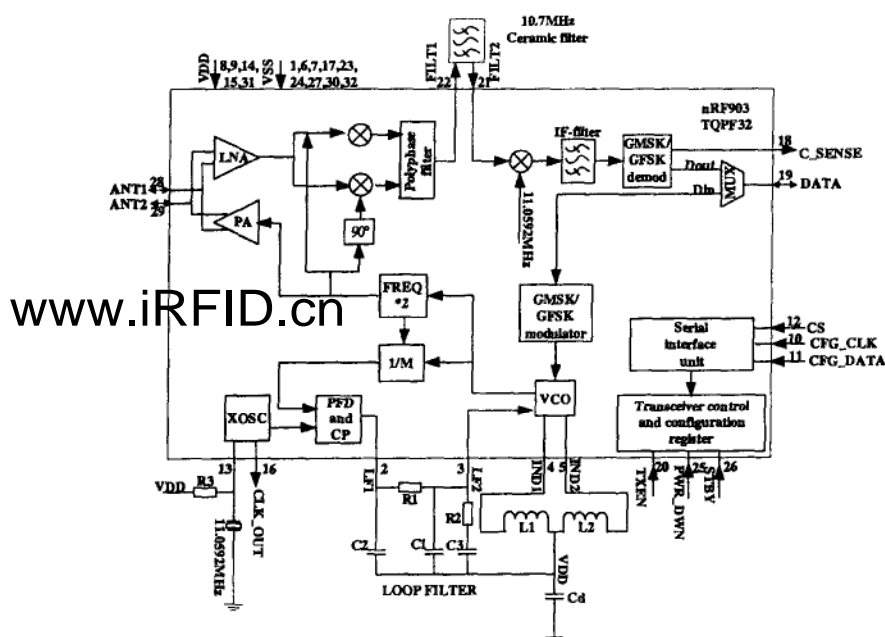 10.7MHz
Ceramic filter
VDD
8,9,14,
15,31
VSS
1,6,7,17,23,
24,27,30,32
FILT1
FILT2
22
21
nRF903
TQPF32
LNA
Polyphase
filter
IF-filter
GMSK/
GFSK
demod
Dout
Din
MUX
18
C_SENSE
19
DATA
28
ANT1
ANT2
29
PA
90°
11.0592MHz
www.iRFID.cn
FREQ
*2
GMSK/
GFSK
modulator
Serial
interface
unit
12
CS
10
CFG_CLK
11
CFG_DATA
1/M
VCO
XOSC
PFD
and
CP
Transceiver control
and configuration
register
13
16
2
3
4
5
20
25
26
VDD
R3
CLK_OUT
LF1
LF2
IND1
IND2
TXEN
PWR_DWN
STBY
R1
R2
L1
L2
11.0592MHz
C2
C1
C3
VDD
LOOP FILTER
Cd